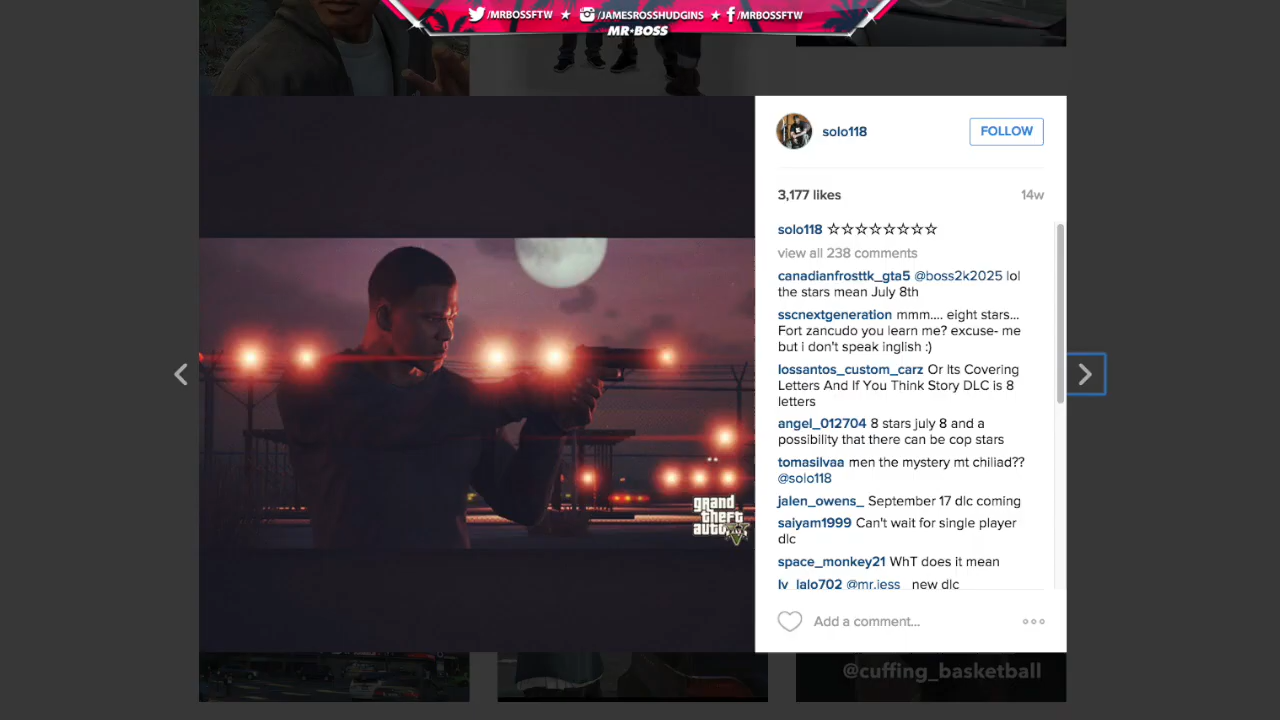 /MRBOSSFTW ★ /JAMESROSSHUDGINS ★ /MRBOSSFTW
MR★BOSS
solo118
FOLLOW
3,177 likes
14w
solo118 ☆☆☆☆☆☆☆☆
view all 238 comments
canadianfrosttk_gta5 @boss2k2025 lol
the stars mean July 8th
sscnextgeneration mmm.... eight stars...
Fort zancudo you learn me? excuse- me
but i don't speak inglish :)
lossantos_custom_carz Or Its Covering
Letters And If You Think Story DLC is 8
letters
angel_012704 8 stars july 8 and a
possibility that there can be cop stars
tomasilvaa men the mystery mt chiliad??
@solo118
jalen_owens_ September 17 dlc coming
saiyam1999 Can't wait for single player
dlc
space_monkey21 WhT does it mean
lv_lalo702 @mr.jess_ new dlc
Add a comment...
grand
theft
auto V
@cuffing_basketball